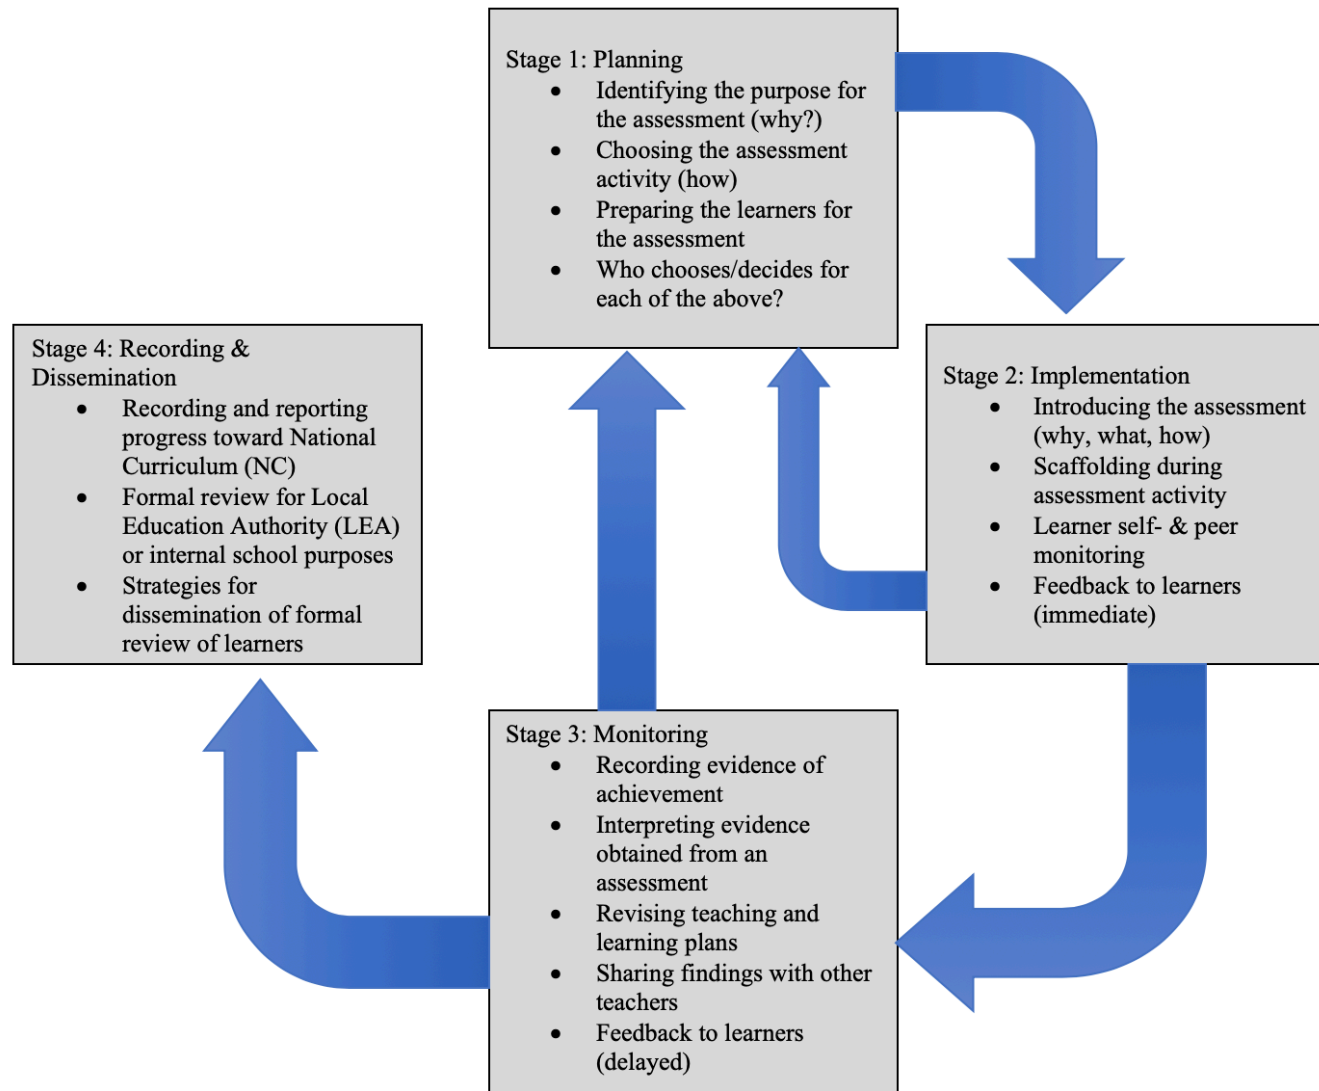 Stage 1: Planning
• Identifying the purpose for
the assessment (why?)
• Choosing the assessment
activity (how)
• Preparing the learners for
the assessment
• Who chooses/decides for
each of the above?
Stage 2: Implementation
• Introducing the assessment
(why, what, how)
• Scaffolding during
assessment activity
• Learner self- & peer
monitoring
• Feedback to learners
(immediate)
Stage 3: Monitoring
• Recording evidence of
achievement
• Interpreting evidence
obtained from an
assessment
• Revising teaching and
learning plans
• Sharing findings with other
teachers
• Feedback to learners
(delayed)
Stage 4: Recording &
Dissemination
• Recording and reporting
progress toward National
Curriculum (NC)
• Formal review for Local
Education Authority (LEA)
or internal school purposes
• Strategies for
dissemination of formal
review of learners